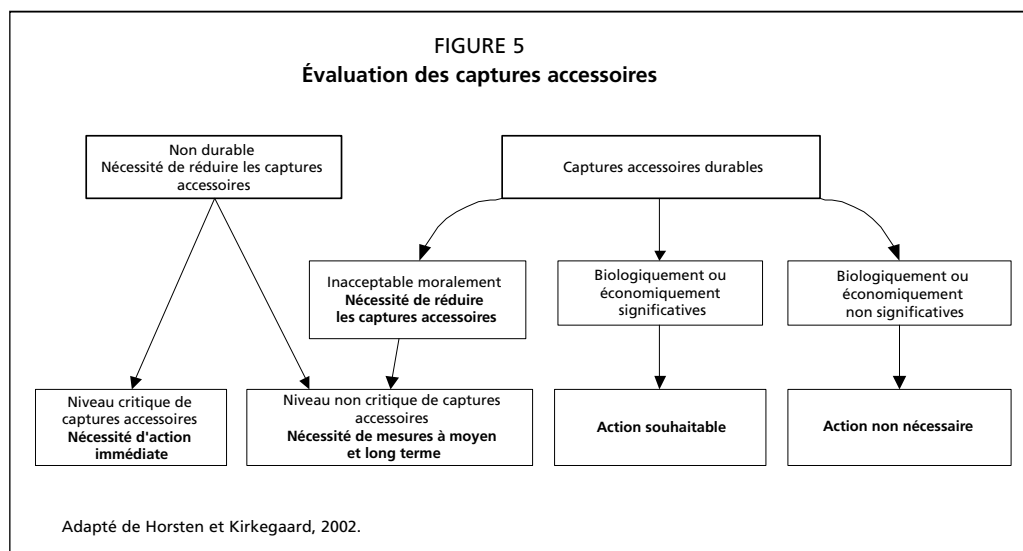 FIGURE 5
Évaluation des captures accessoires
Non durable
Nécessité de réduire les captures
accessoires
Captures accessoires durables
Inacceptable moralement
Nécessité de réduire
les captures accessoires
Biologiquement ou
économiquement
significatives
Biologiquement ou
économiquement
non significatives
Niveau critique de
captures accessoires
Nécessité d'action
immédiate
Niveau non critique de captures
accessoires
Nécessité de mesures à moyen
et long terme
Action souhaitable
Action non nécessaire
Adapté de Horsten et Kirkegaard, 2002.